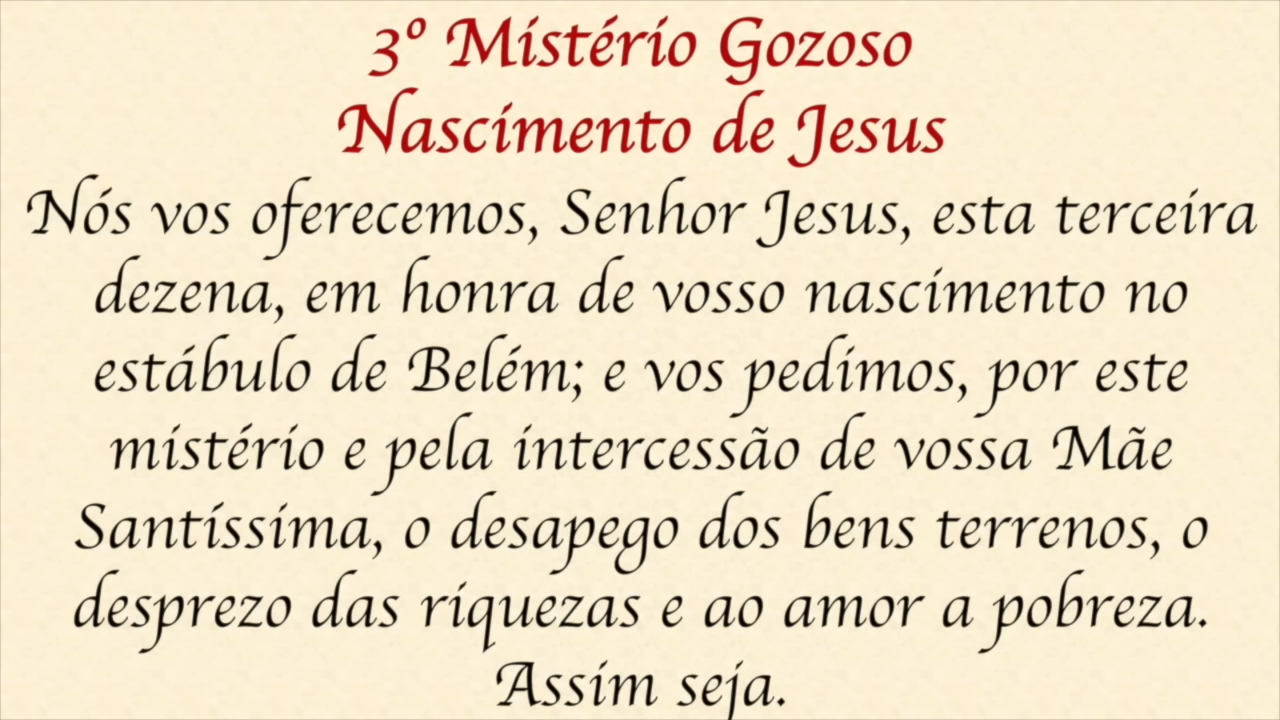 3º Mistério Gozoso
Nascimento de Jesus
Nós vos oferecemos, Senhor Jesus, esta terceira
dezena, em honra de vosso nascimento no
estábulo de Belém; e vos pedimos, por este
mistério e pela intercessão de vossa Mãe
Santíssima, o desapego dos bens terrenos, o
desprezo das riquezas e ao amor a pobreza.
Assim seja.